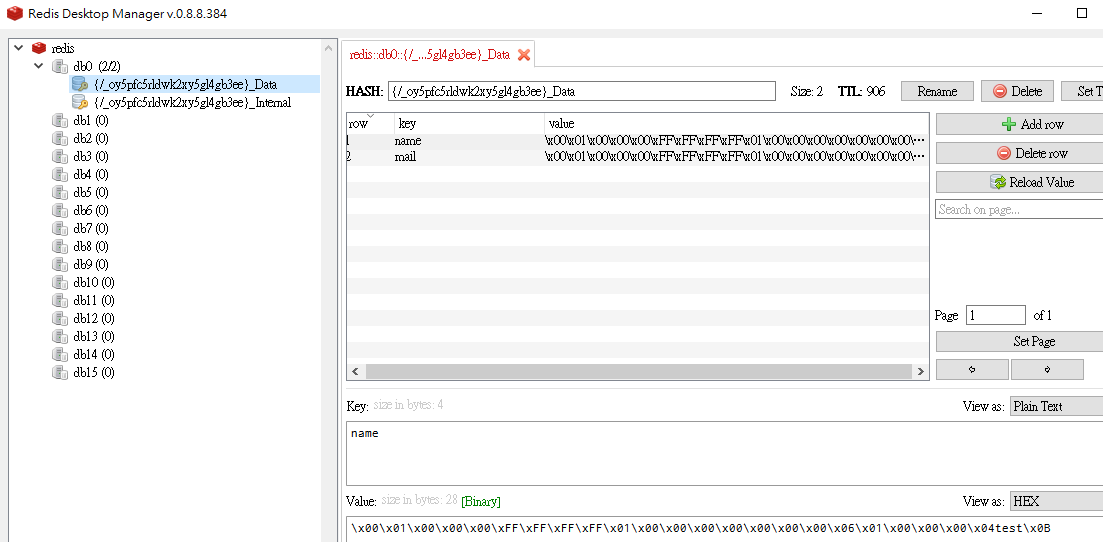 Redis Desktop Manager v.0.8.8.384
redis
db0 (2/2)
{/_oy5pfc5rldwk2xy5gl4gb3ee}_Data
{/_oy5pfc5rldwk2xy5gl4gb3ee}_Internal
db1 (0)
db2 (0)
db3 (0)
db4 (0)
db5 (0)
db6 (0)
db7 (0)
db8 (0)
db9 (0)
db10 (0)
db11 (0)
db12 (0)
db13 (0)
db14 (0)
db15 (0)
redis::db0::{/_...5gl4gb3ee}_Data
HASH: {/_oy5pfc5rldwk2xy5gl4gb3ee}_Data Size: 2 TTL: 906 Rename Delete Set T
row key value
1 name \x00\x01\x00\x00\x00\xFF\xFF\xFF\xFF\x01\x00\x00\x00\x00\x00\x00\x00\...
2 mail \x00\x01\x00\x00\x00\xFF\xFF\xFF\xFF\x01\x00\x00\x00\x00\x00\x00\x00\...
Add row
Delete row
Reload Value
Search on page...
Page 1 of 1
Set Page
Key: size in bytes: 4 View as: Plain Text
name
Value: size in bytes: 28 [Binary] View as: HEX
\x00\x01\x00\x00\x00\xFF\xFF\xFF\xFF\x01\x00\x00\x00\x00\x00\x00\x00\x06\x01\x00\x00\x00\x04test\x0B